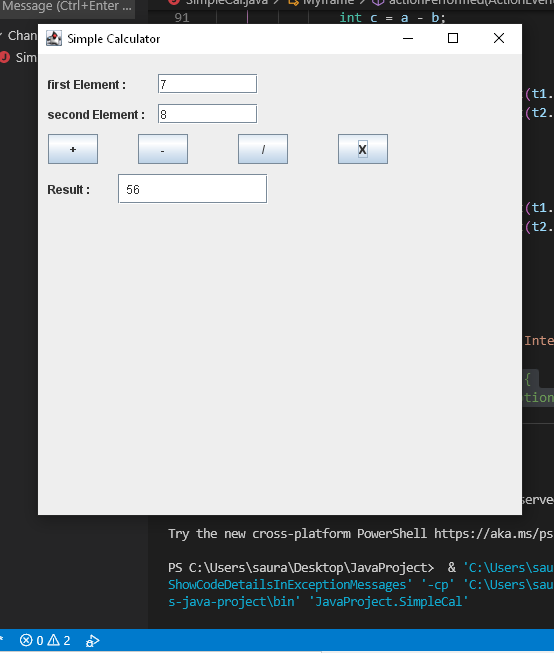 Message (Ctrl+Enter ...
SimpleCal.java > Myframe > actionPerformed(ActionEven
91 int c = a - b;
Chan
Sim
Simple Calculator
first Element : 7
second Element : 8
+ - / X
Result : 56
(t1.
(t2.
(t1.
(t2.
Inte
{
tion
serve
Try the new cross-platform PowerShell https://aka.ms/ps
PS C:\Users\saura\Desktop\JavaProject> & 'C:\Users\sau
ShowCodeDetailsInExceptionMessages' '-cp' 'C:\Users\sau
s-java-project\bin' 'JavaProject.SimpleCal'
0 2